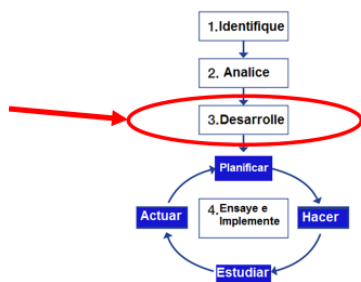 1.Identifique
2. Analice
3.Desarrolle
Planificar
Actuar
4. Ensaye e
Implemente
Hacer
Estudiar